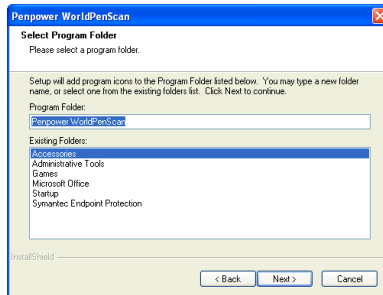 Penpower WorldPenScan
Select Program Folder
Please select a program folder.
Setup will add program icons to the Program Folder listed below. You may type a new folder
name, or select one from the existing folders list. Click Next to continue.
Program Folder:
Penpower WorldPenScan
Existing Folders:
Accessories
Administrative Tools
Games
Microsoft Office
Startup
Symantec Endpoint Protection
InstallShield
< Back Next > Cancel